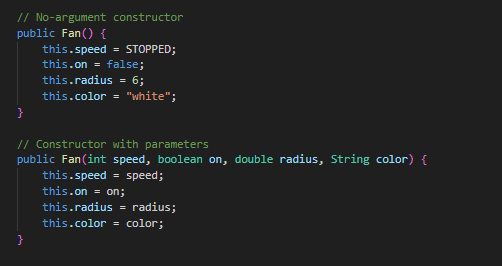 // No-argument constructor
public Fan() {
    this.speed = STOPPED;
    this.on = false;
    this.radius = 6;
    this.color = "white";
}

// Constructor with parameters
public Fan(int speed, boolean on, double radius, String color) {
    this.speed = speed;
    this.on = on;
    this.radius = radius;
    this.color = color;
}